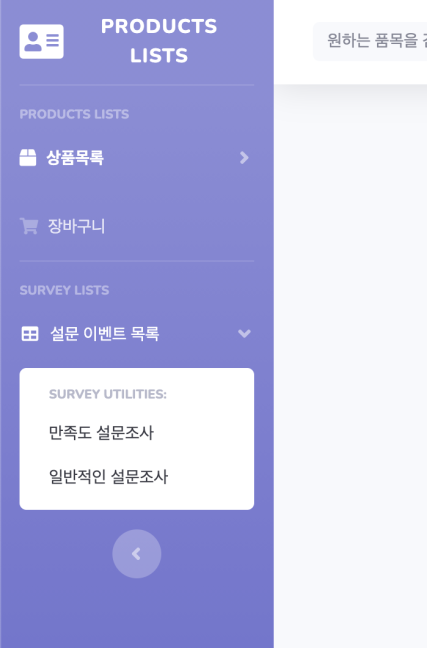 PRODUCTS
LISTS
원하는 품목을
PRODUCTS LISTS
상품목록
장바구니
SURVEY LISTS
설문 이벤트 목록
SURVEY UTILITIES:
만족도 설문조사
일반적인 설문조사